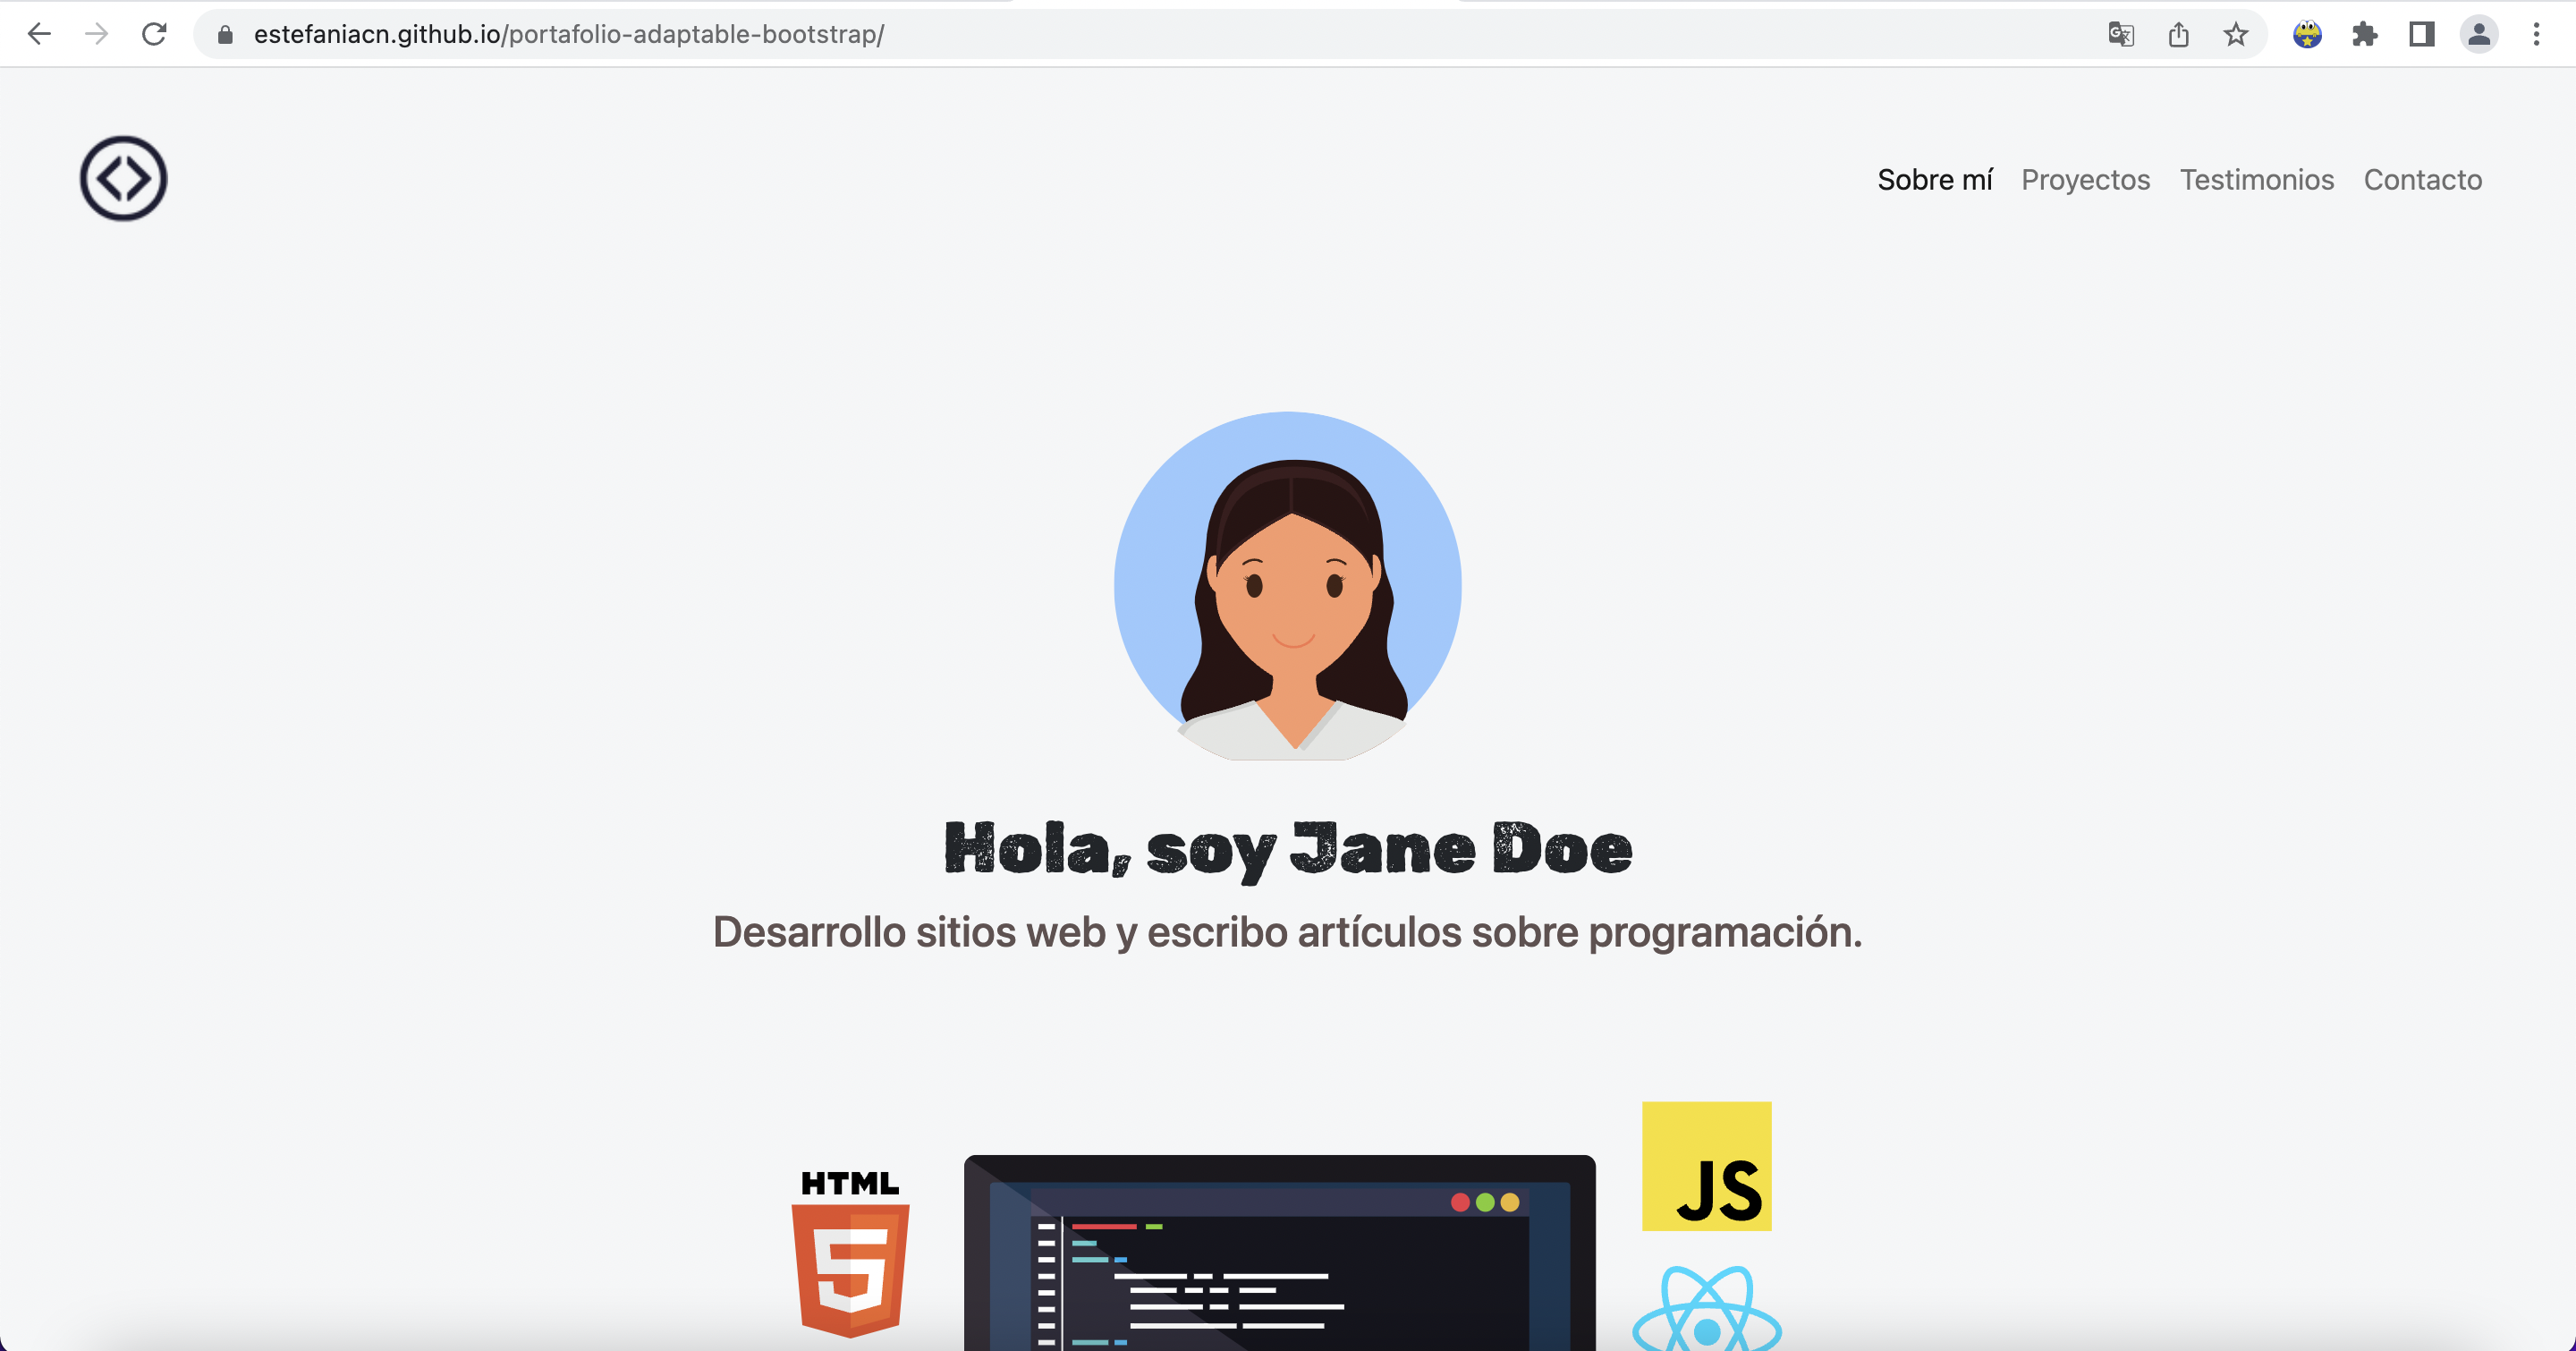 estefaniacn.github.io/portafolio-adaptable-bootstrap/
Sobre mí Proyectos Testimonios Contacto
Hola, soy Jane Doe
Desarrollo sitios web y escribo artículos sobre programación.
HTML
5
JS